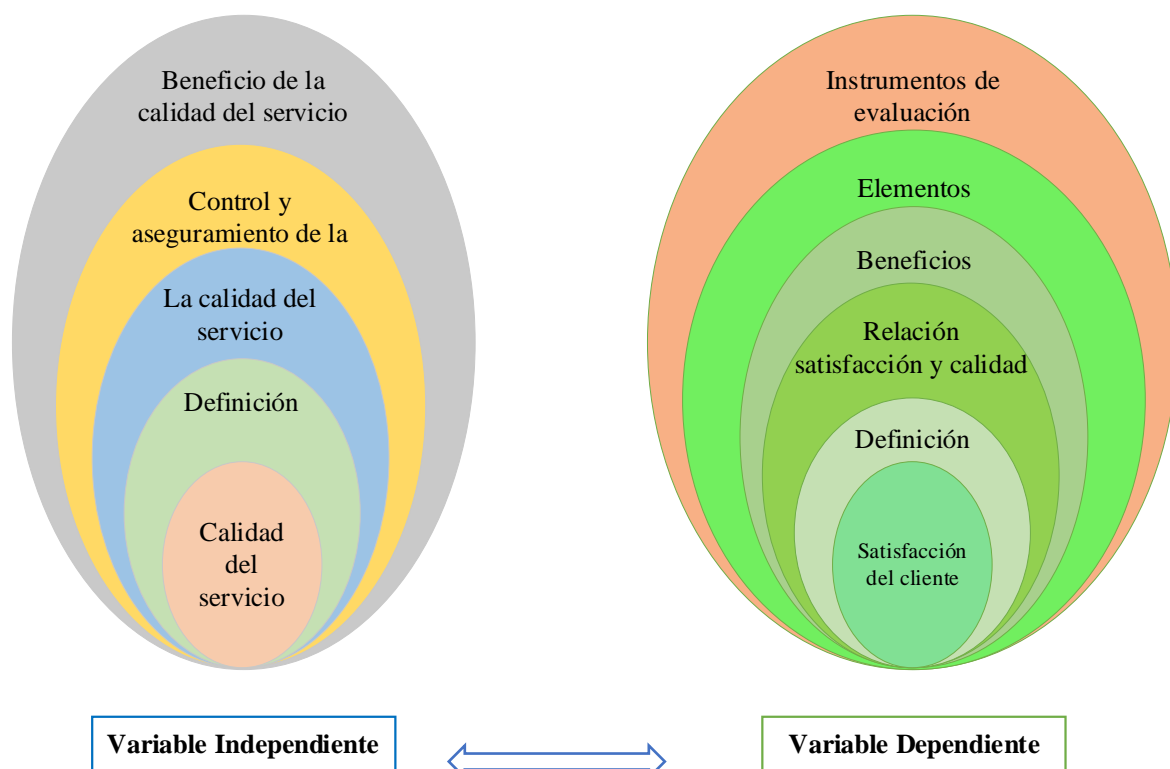 Beneficio de la
calidad del servicio
Control y
aseguramiento de la
La calidad del
servicio
Definición
Calidad
del
servicio
Variable Independiente
Instrumentos de
evaluación
Elementos
Beneficios
Relación
satisfacción y calidad
Definición
Satisfacción
del cliente
Variable Dependiente